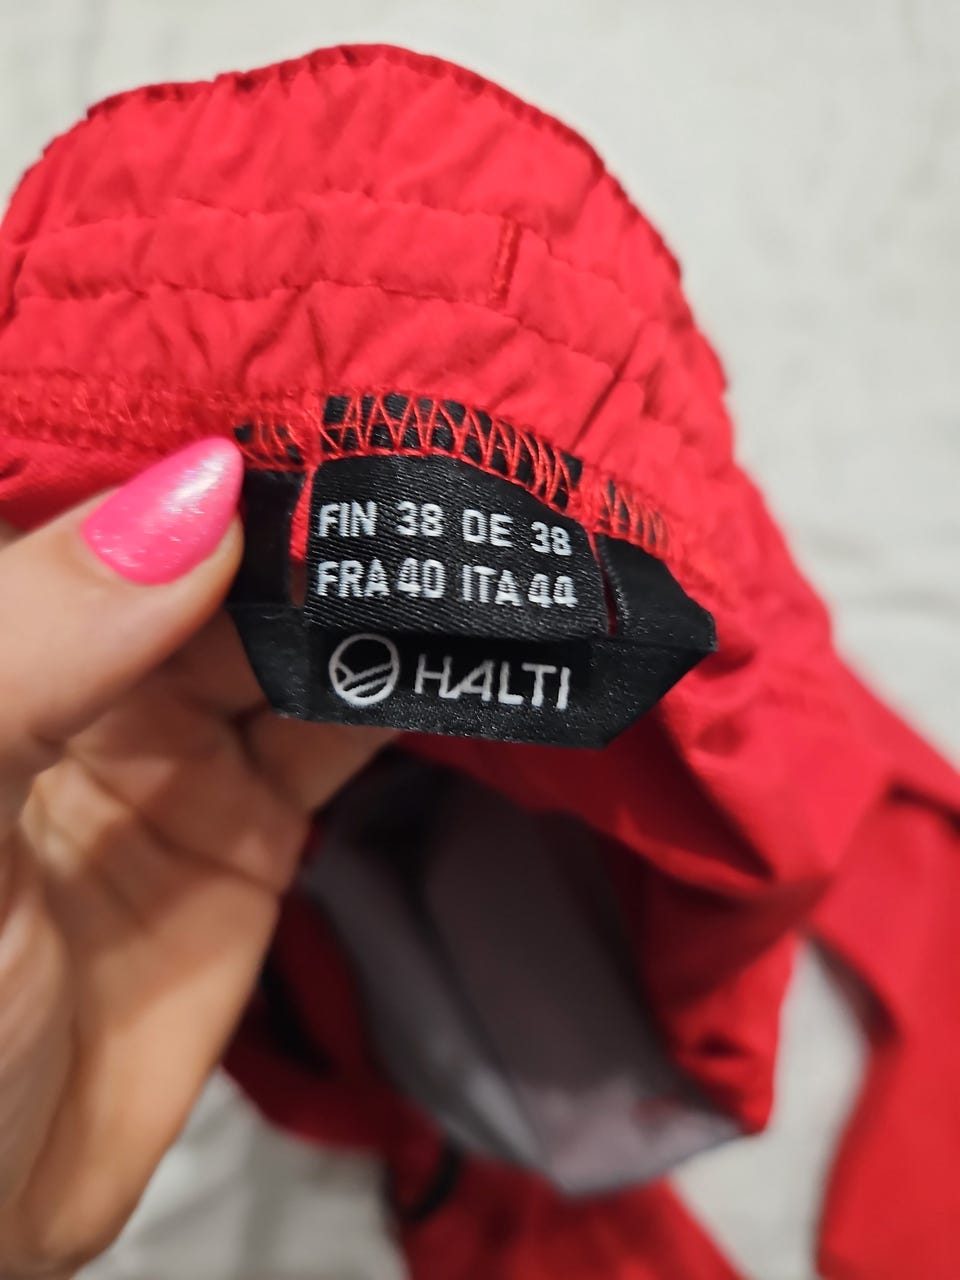 FIN 38 DE 38
FRA 40 ITA 44
HALTI